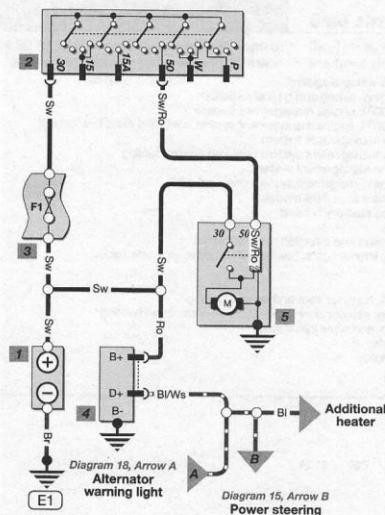 2
30
15
15A
50
W
P
Sw
Sw/Ro
F1
3
Sw
Sw
Sw
Sw
Ro
30 50
Sw/Ro
M
5
1
+
−
Br
E1
B+
D+
B-
4
Bl/Ws
Bl
Additional
heater
A
B
Diagram 18, Arrow A
Alternator
warning light
Diagram 15, Arrow B
Power steering